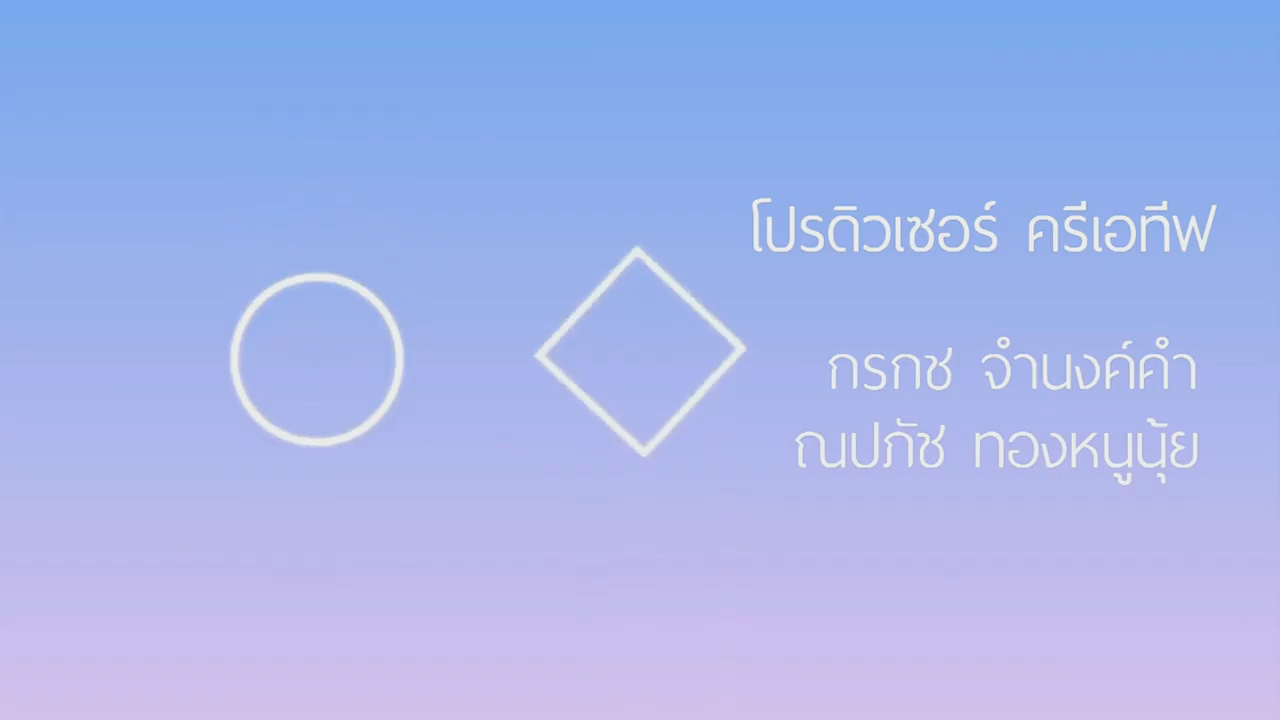 โปรดิวเซอร์ ครีเอทีฟ
กรกช จำนงค์คำ
ณปภัช ทองหนูนุ้ย